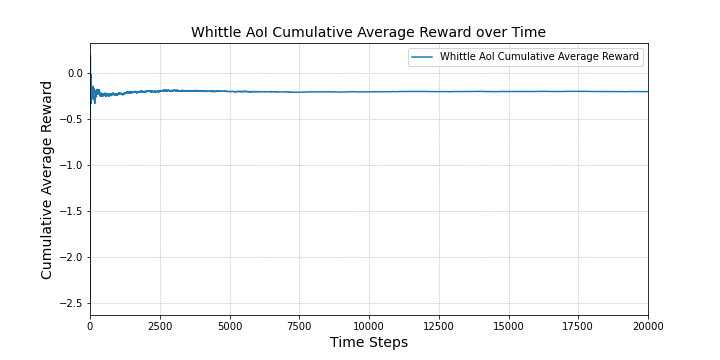 Whittle AoI Cumulative Average Reward over Time
Whittle AoI Cumulative Average Reward
Cumulative Average Reward
0.0
−0.5
−1.0
−1.5
−2.0
−2.5
0 2500 5000 7500 10000 12500 15000 17500 20000
Time Steps